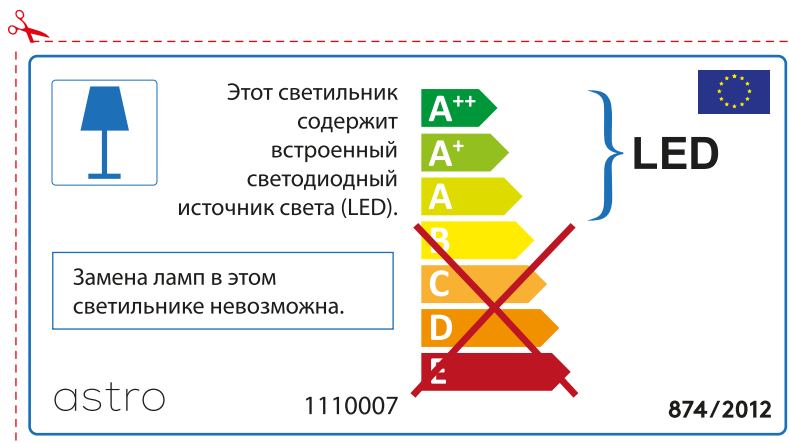 Этот светильник
содержит
встроенный
светодиодный
источник света (LED).
Замена ламп в этом
светильнике невозможна.
astro
1110007
A++
A+
A
B
C
D
E
LED
874/2012